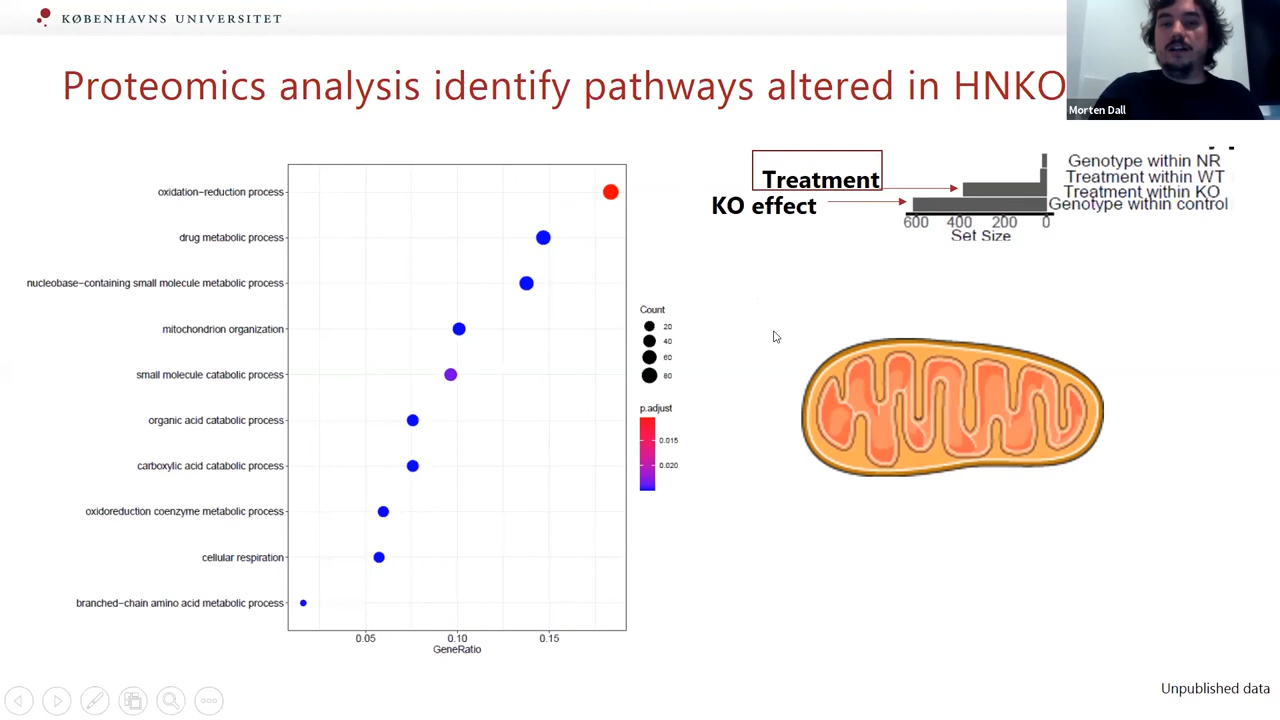 KØBENHAVNS UNIVERSITET
Proteomics analysis identify pathways altered in HNKO
Morten Dall
oxidation-reduction process
drug metabolic process
nucleobase-containing small molecule metabolic process
mitochondrion organization
small molecule catabolic process
organic acid catabolic process
carboxylic acid catabolic process
oxidoreduction coenzyme metabolic process
cellular respiration
branched-chain amino acid metabolic process
0.05 0.10 0.15
GeneRatio
Count
20
40
60
80
p.adjust
0.015
0.020
Treatment
KO effect
Genotype within NR
Treatment within WT
Treatment within KO
Genotype within control
600 400 200 0
Set Size
Unpublished data